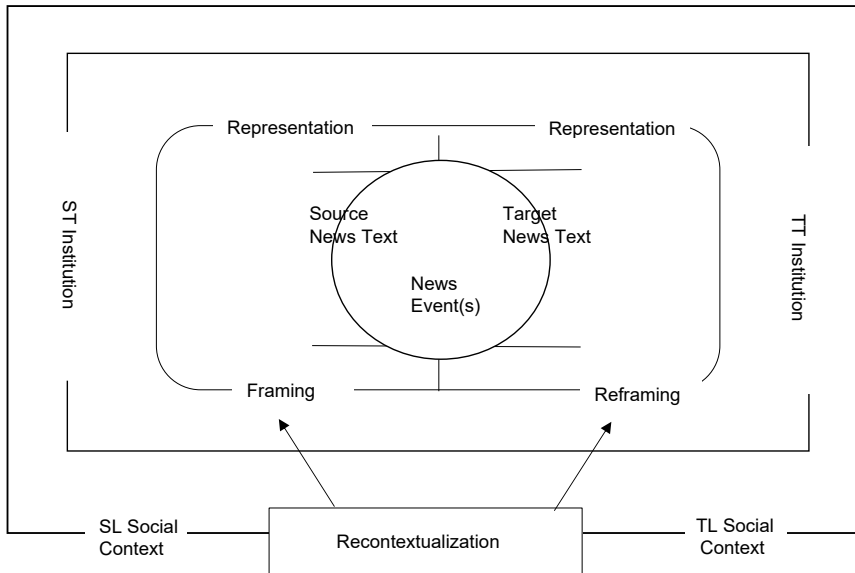 Representation
Representation
ST Institution
Source
News Text
Target
News Text
TT Institution
News
Event(s)
Framing
Reframing
SL Social
Context
Recontextualization
TL Social
Context